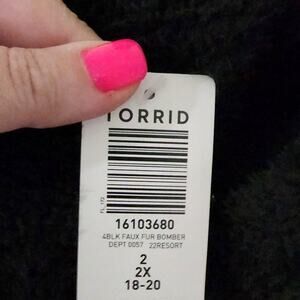 TORRID
16103680
4BLK FAUX FUR BOMBER
DEPT 0057 22RESORT
2
2X
18-20